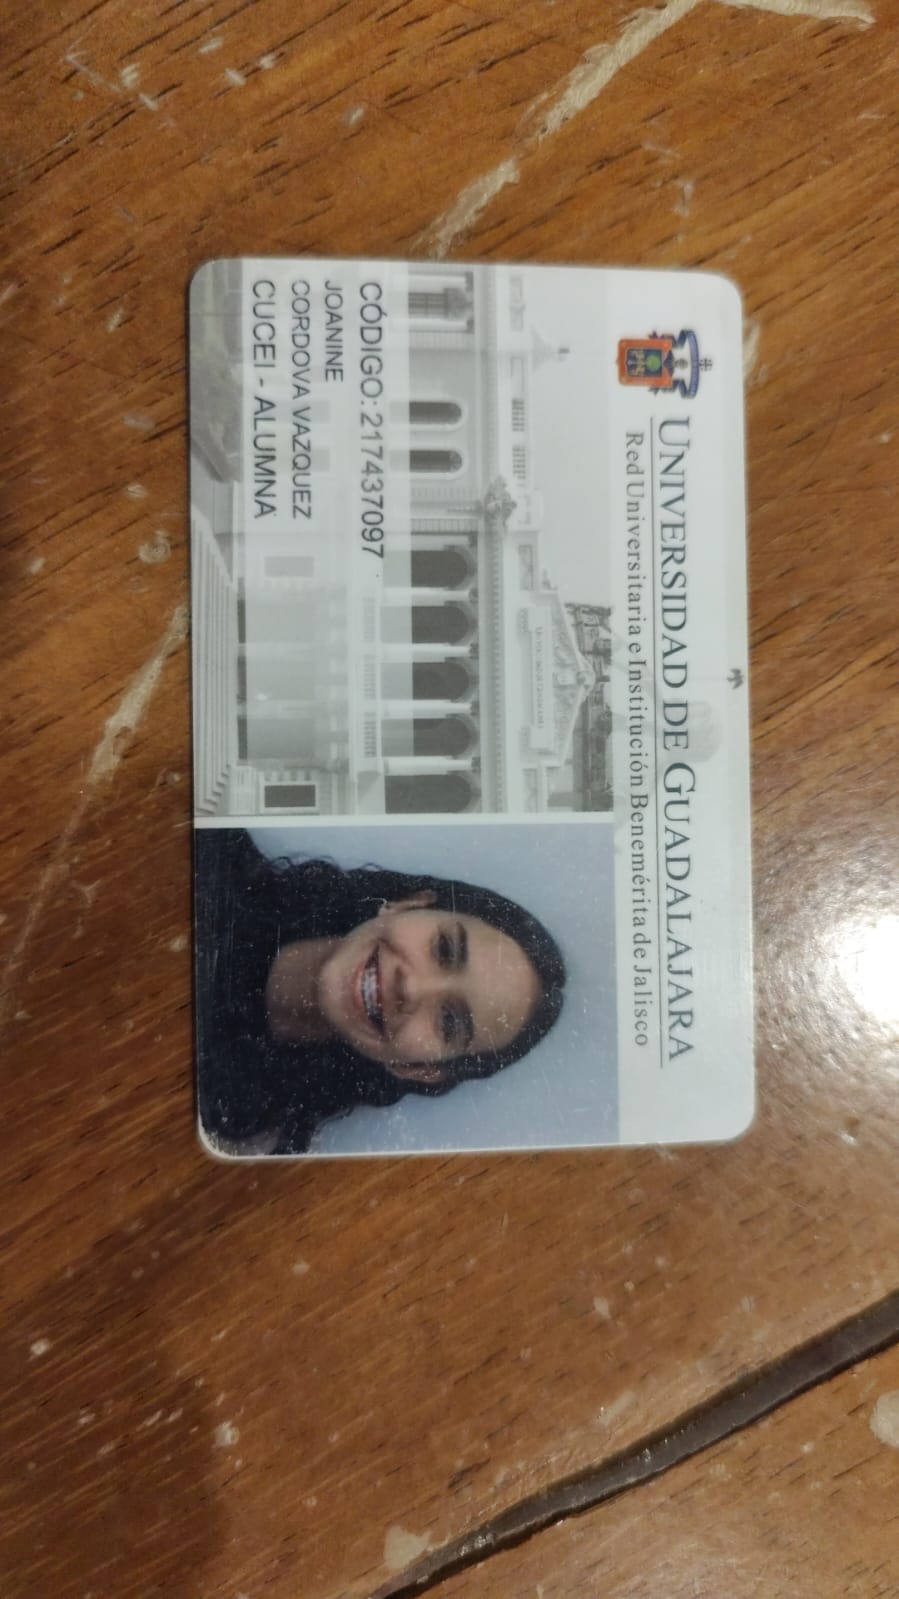 UNIVERSIDAD DE GUADALAJARA
Red Universitaria e Institución Benemérita de Jalisco
CÓDIGO: 217437097
JOANINE
CORDOVA VAZQUEZ
CUCEI - ALUMNA